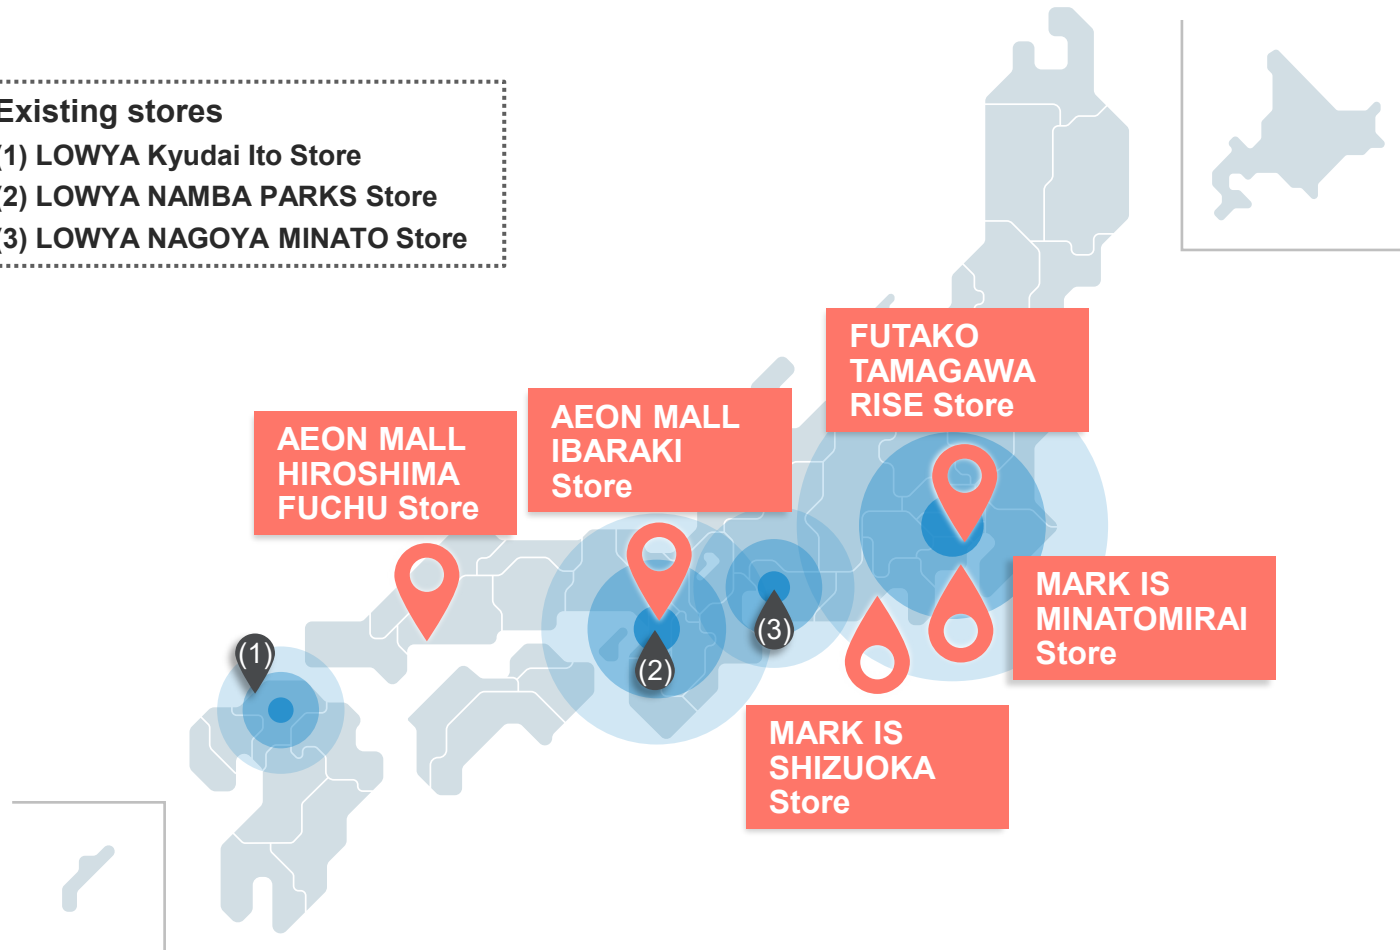 Existing stores
(1) LOWYA Kyudai Ito Store
(2) LOWYA NAMBA PARKS Store
(3) LOWYA NAGOYA MINATO Store
FUTAKO
TAMAGAWA
RISE Store
AEON MALL
IBARAKI
Store
AEON MALL
HIROSHIMA
FUCHU Store
MARK IS
MINATOMIRAI
Store
(3)
(1)
(2)
MARK IS
SHIZUOKA
Store